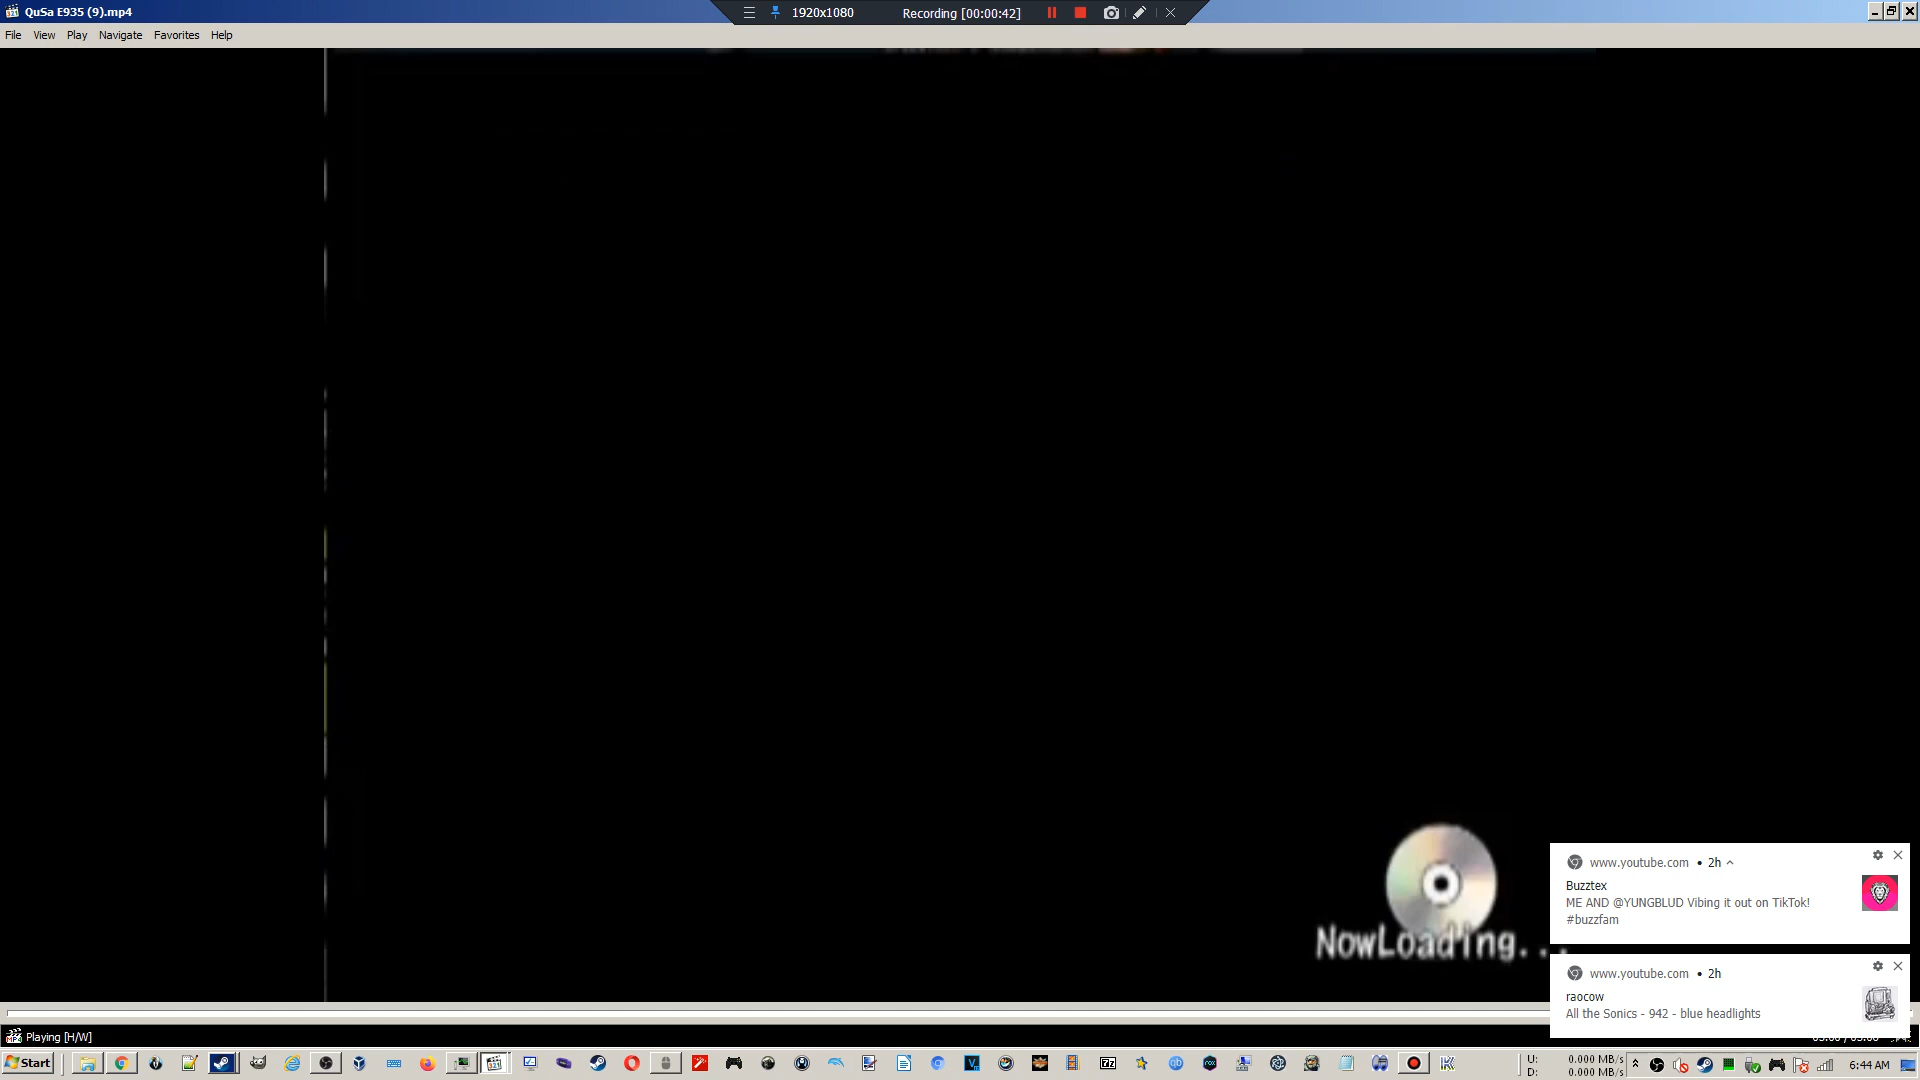 QuSa E935 (9).mp4
1920x1080
Recording [00:00:42]
File View Play Navigate Favorites Help
www.youtube.com • 2h
Buzztex
ME AND @YUNGBLUD Vibing it out on TikTok!
#buzzfam
NowLoading...
www.youtube.com • 2h
raocow
All the Sonics - 942 - blue headlights
Playing [H/W]
Start
U: 0.000 MB/s
D: 0.000 MB/s
6:44 AM